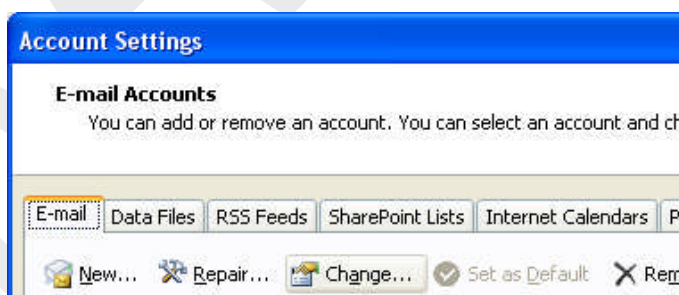 Account Settings
E-mail Accounts
You can add or remove an account. You can select an account and
E-mail Data Files RSS Feeds SharePoint Lists Internet Calendars
New... Repair... Change... Set as Default